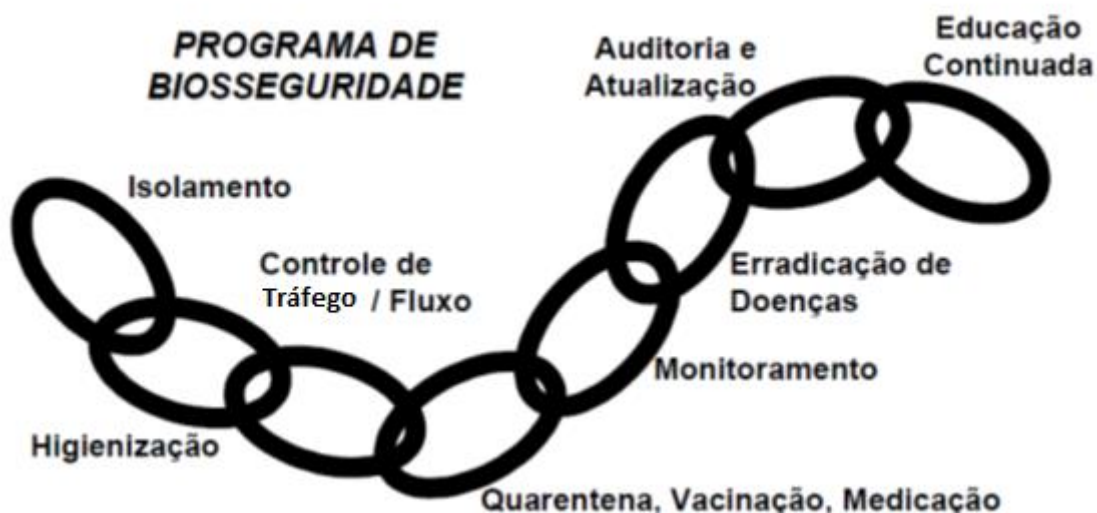 PROGRAMA DE
BIOSSEGURIDADE
Isolamento
Higienização
Controle de
Tráfego / Fluxo
Quarentena, Vacinação, Medicação
Monitoramento
Erradicação de
Doenças
Auditoria e
Atualização
Educação
Continuada